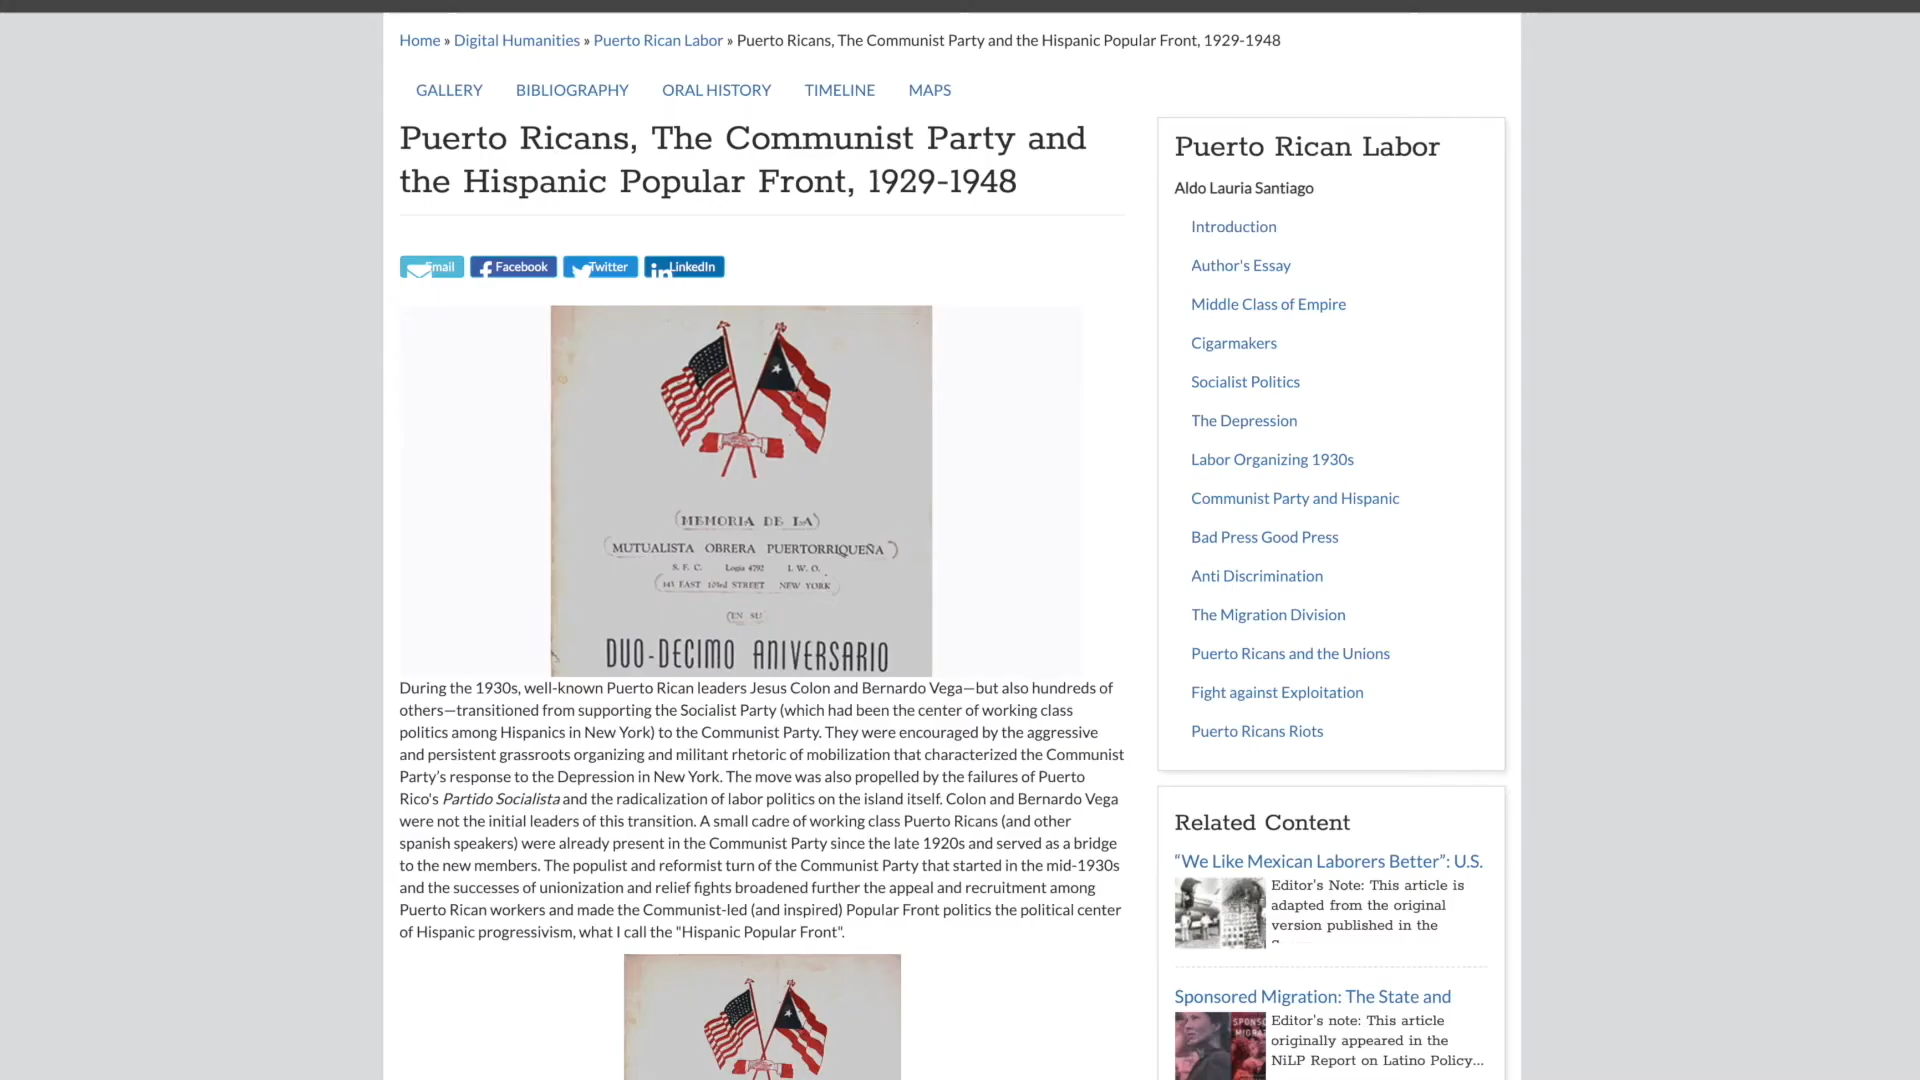 Home » Digital Humanities » Puerto Rican Labor » Puerto Ricans, The Communist Party and the Hispanic Popular Front, 1929-1948
GALLERY BIBLIOGRAPHY ORAL HISTORY TIMELINE MAPS
Puerto Ricans, The Communist Party and
the Hispanic Popular Front, 1929-1948
Email Facebook Twitter LinkedIn
(MEMORIA DE LA)
(MUTUALISTA OBRERA PUERTORRIQUEÑA)
S. F. C. Logia 4792 I. W. O.
(143 EAST 103rd STREET NEW YORK)
(EN SU)
DUO-DECIMO ANIVERSARIO
During the 1930s, well-known Puerto Rican leaders Jesus Colon and Bernardo Vega—but also hundreds of
others—transitioned from supporting the Socialist Party (which had been the center of working class
politics among Hispanics in New York) to the Communist Party. They were encouraged by the aggressive
and persistent grassroots organizing and militant rhetoric of mobilization that characterized the Communist
Party’s response to the Depression in New York. The move was also propelled by the failures of Puerto
Rico's Partido Socialista and the radicalization of labor politics on the island itself. Colon and Bernardo Vega
were not the initial leaders of this transition. A small cadre of working class Puerto Ricans (and other
spanish speakers) were already present in the Communist Party since the late 1920s and served as a bridge
to the new members. The populist and reformist turn of the Communist Party that started in the mid-1930s
and the successes of unionization and relief fights broadened further the appeal and recruitment among
Puerto Rican workers and made the Communist-led (and inspired) Popular Front politics the political center
of Hispanic progressivism, what I call the "Hispanic Popular Front".
Puerto Rican Labor
Aldo Lauria Santiago
Introduction
Author's Essay
Middle Class of Empire
Cigarmakers
Socialist Politics
The Depression
Labor Organizing 1930s
Communist Party and Hispanic
Bad Press Good Press
Anti Discrimination
The Migration Division
Puerto Ricans and the Unions
Fight against Exploitation
Puerto Ricans Riots
Related Content
“We Like Mexican Laborers Better”: U.S.
Editor's Note: This article is
adapted from the original
version published in the
Sponsored Migration: The State and
Editor's note: This article
originally appeared in the
NiLP Report on Latino Policy...